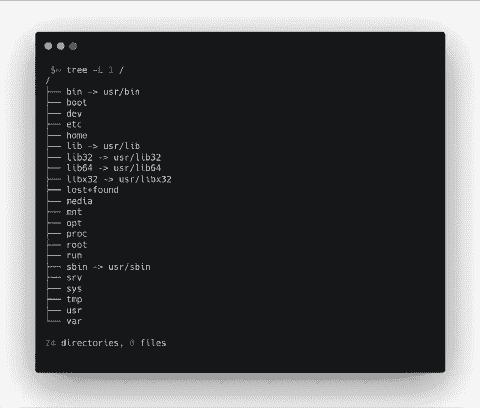 $~ tree -L 1 /
/
├── bin -> usr/bin
├── boot
├── dev
├── etc
├── home
├── lib -> usr/lib
├── lib32 -> usr/lib32
├── lib64 -> usr/lib64
├── libx32 -> usr/libx32
├── lost+found
├── media
├── mnt
├── opt
├── proc
├── root
├── run
├── sbin -> usr/sbin
├── srv
├── sys
├── tmp
├── usr
└── var
24 directories, 0 files